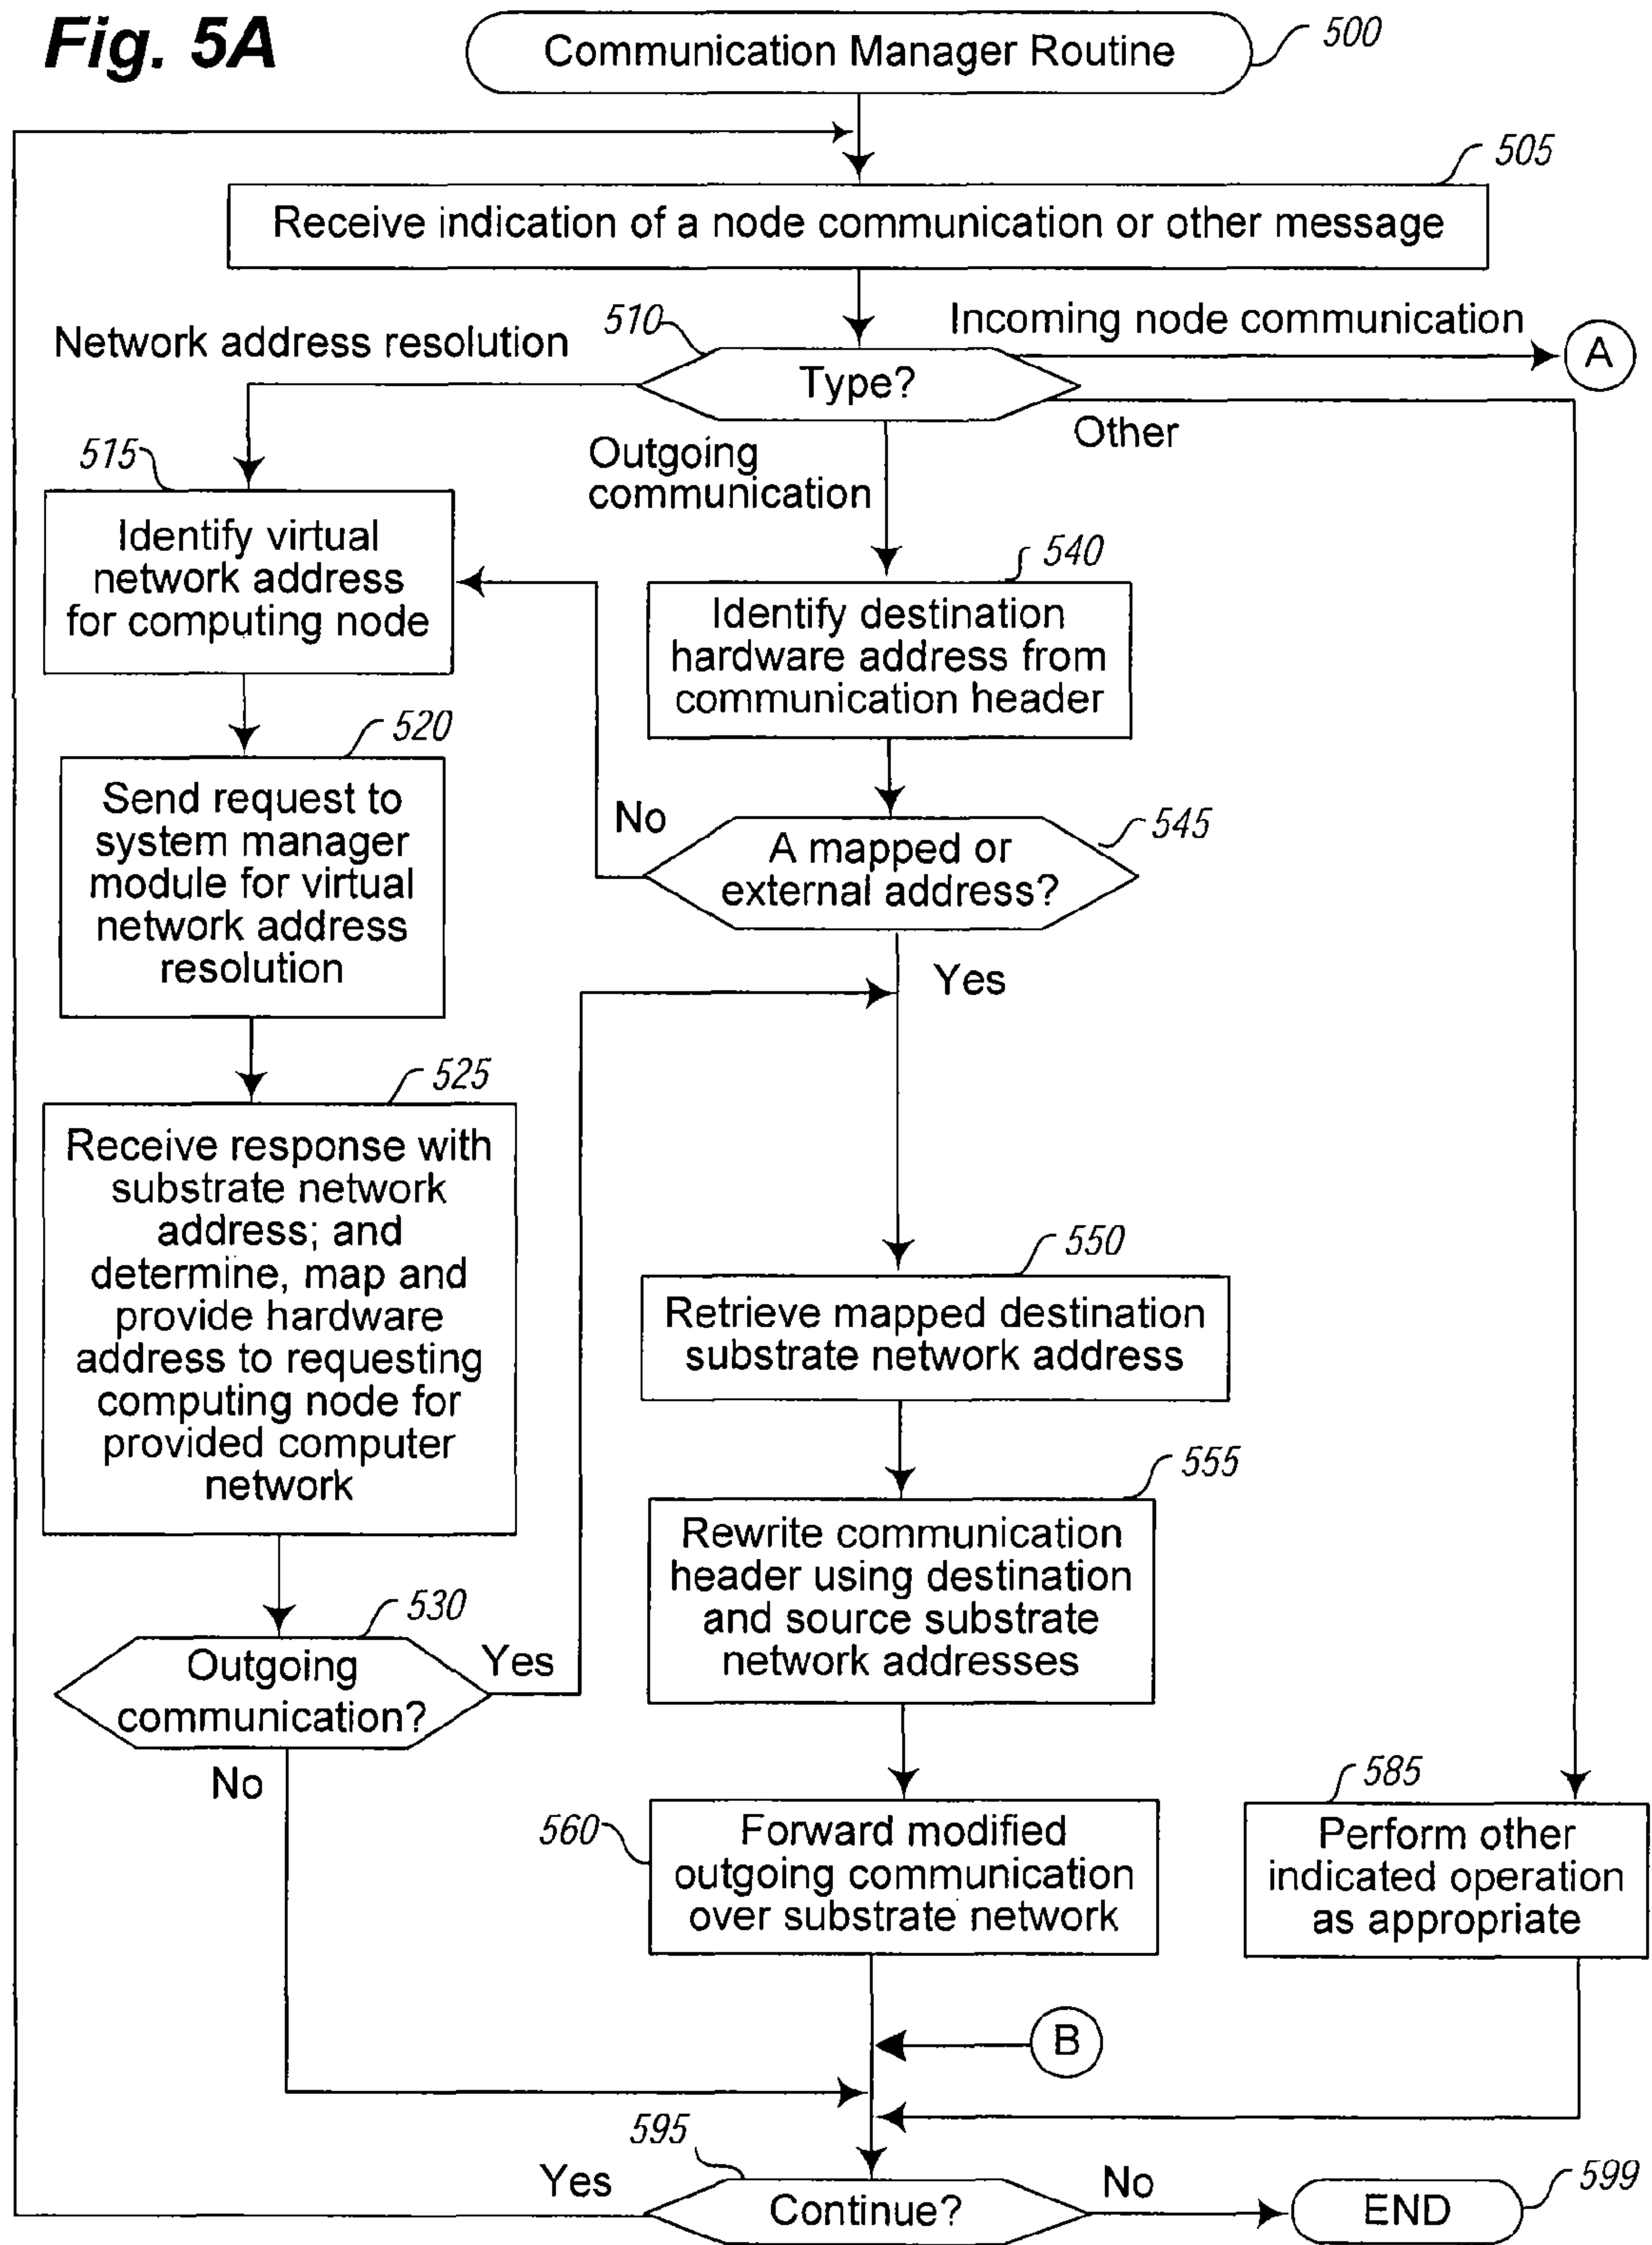 Fig. 5A
Communication Manager Routine
500
505
Receive indication of a node communication or other message
Network address resolution
510
Incoming node communication
A
Type?
Other
Outgoing
communication
515
Identify virtual
network address
for computing node
540
Identify destination
hardware address from
communication header
520
Send request to
system manager
module for virtual
network address
resolution
No
545
A mapped or
external address?
Yes
525
Receive response with
substrate network
address; and
determine, map and
provide hardware
address to requesting
computing node for
provided computer
network
550
Retrieve mapped destination
substrate network address
555
Rewrite communication
header using destination
and source substrate
network addresses
530
Outgoing
communication?
Yes
No
560
Forward modified
outgoing communication
over substrate network
585
Perform other
indicated operation
as appropriate
B
595
Yes
Continue?
No
END
599